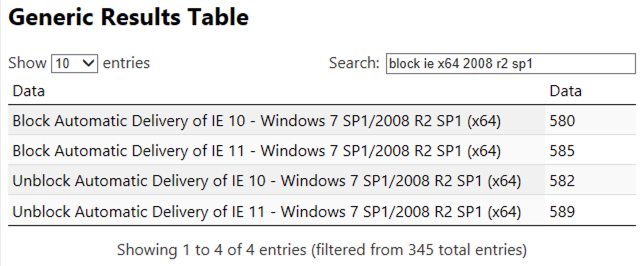 Generic Results Table
Show 10 entries Search: block ie x64 2008 r2 sp1
Data Data
Block Automatic Delivery of IE 10 - Windows 7 SP1/2008 R2 SP1 (x64) 580
Block Automatic Delivery of IE 11 - Windows 7 SP1/2008 R2 SP1 (x64) 585
Unblock Automatic Delivery of IE 10 - Windows 7 SP1/2008 R2 SP1 (x64) 582
Unblock Automatic Delivery of IE 11 - Windows 7 SP1/2008 R2 SP1 (x64) 589
Showing 1 to 4 of 4 entries (filtered from 345 total entries)